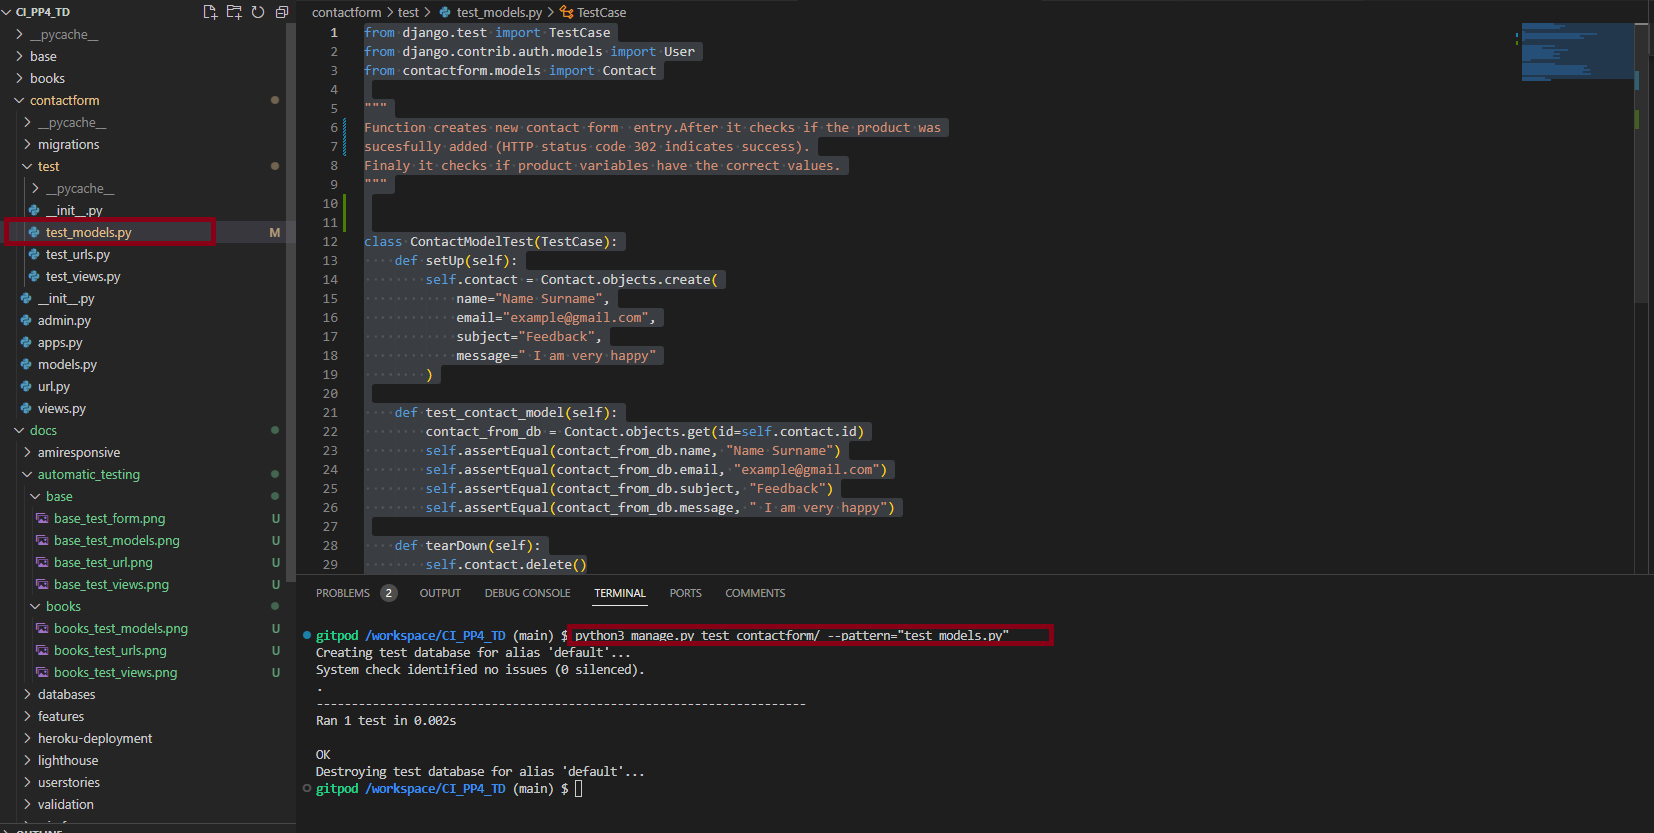 CI_PP4_TD
__pycache__
base
books
contactform
__pycache__
migrations
test
__pycache__
__init__.py
test_models.py M
test_urls.py
test_views.py
__init__.py
admin.py
apps.py
models.py
url.py
views.py
docs
amiresponsive
automatic_testing
base
base_test_form.png U
base_test_models.png U
base_test_url.png U
base_test_views.png U
books
books_test_models.png U
books_test_urls.png U
books_test_views.png U
databases
features
heroku-deployment
lighthouse
userstories
validation
contactform > test > test_models.py > TestCase
1 from django.test import TestCase
2 from django.contrib.auth.models import User
3 from contactform.models import Contact
4
5 """
6 Function creates new contact form  entry.After it checks if the product was
7 sucesfully added (HTTP status code 302 indicates success).
8 Finaly it checks if product variables have the correct values.
9 """
10
11
12 class ContactModelTest(TestCase):
13     def setUp(self):
14         self.contact = Contact.objects.create(
15             name="Name Surname",
16             email="example@gmail.com",
17             subject="Feedback",
18             message=" I am very happy"
19         )
20
21     def test_contact_model(self):
22         contact_from_db = Contact.objects.get(id=self.contact.id)
23         self.assertEqual(contact_from_db.name, "Name Surname")
24         self.assertEqual(contact_from_db.email, "example@gmail.com")
25         self.assertEqual(contact_from_db.subject, "Feedback")
26         self.assertEqual(contact_from_db.message, " I am very happy")
27
28     def tearDown(self):
29         self.contact.delete()
PROBLEMS 2 OUTPUT DEBUG CONSOLE TERMINAL PORTS COMMENTS
gitpod /workspace/CI_PP4_TD (main) $ python3 manage.py test contactform/ --pattern="test_models.py"
Creating test database for alias 'default'...
System check identified no issues (0 silenced).
.
----------------------------------------------------------------------
Ran 1 test in 0.002s
OK
Destroying test database for alias 'default'...
gitpod /workspace/CI_PP4_TD (main) $